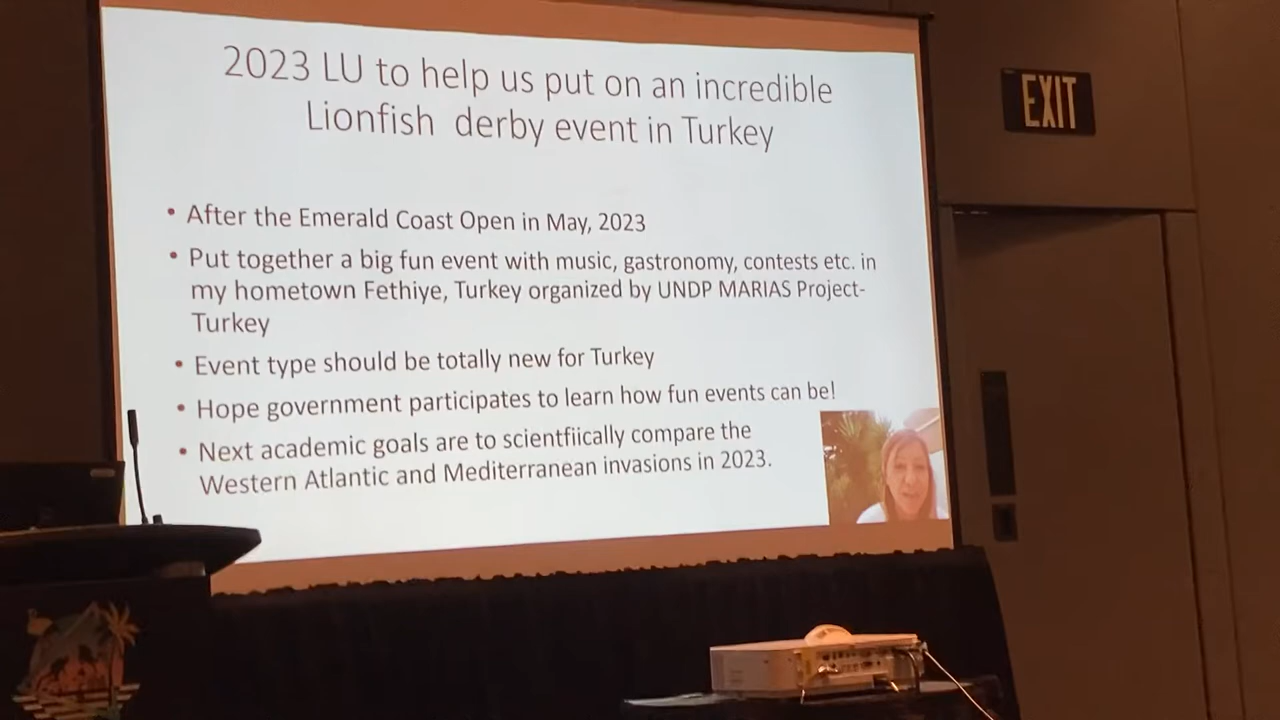 2023 LU to help us put on an incredible
Lionfish derby event in Turkey
• After the Emerald Coast Open in May, 2023
• Put together a big fun event with music, gastronomy, contests etc. in
my hometown Fethiye, Turkey organized by UNDP MARIAS Project-
Turkey
• Event type should be totally new for Turkey
• Hope government participates to learn how fun events can be!
• Next academic goals are to scientfiically compare the
Western Atlantic and Mediterranean invasions in 2023.
EXIT